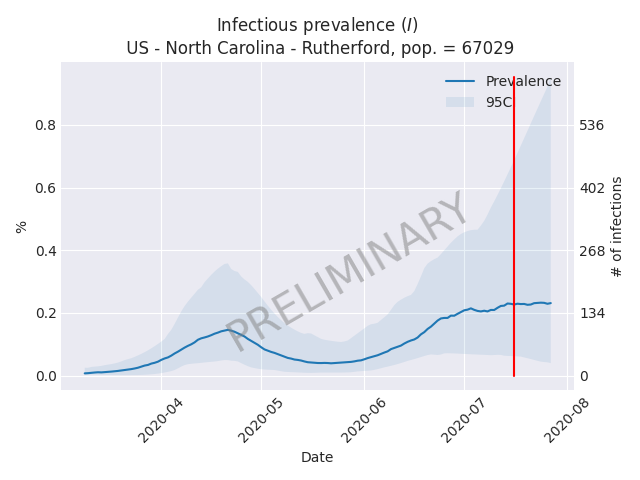 Infectious prevalence (I)
US - North Carolina - Rutherford, pop. = 67029
Prevalence
95C
PRELIMINARY
%
0.8
0.6
0.4
0.2
0.0
536
402
268
134
0
# of infections
2020-04
2020-05
2020-06
2020-07
2020-08
Date